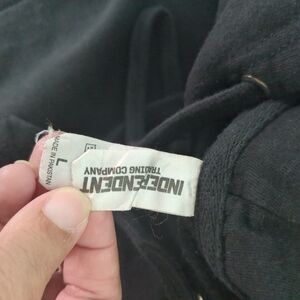 INDEPENDENT
TRADING COMPANY
L
MADE IN PAKISTAN